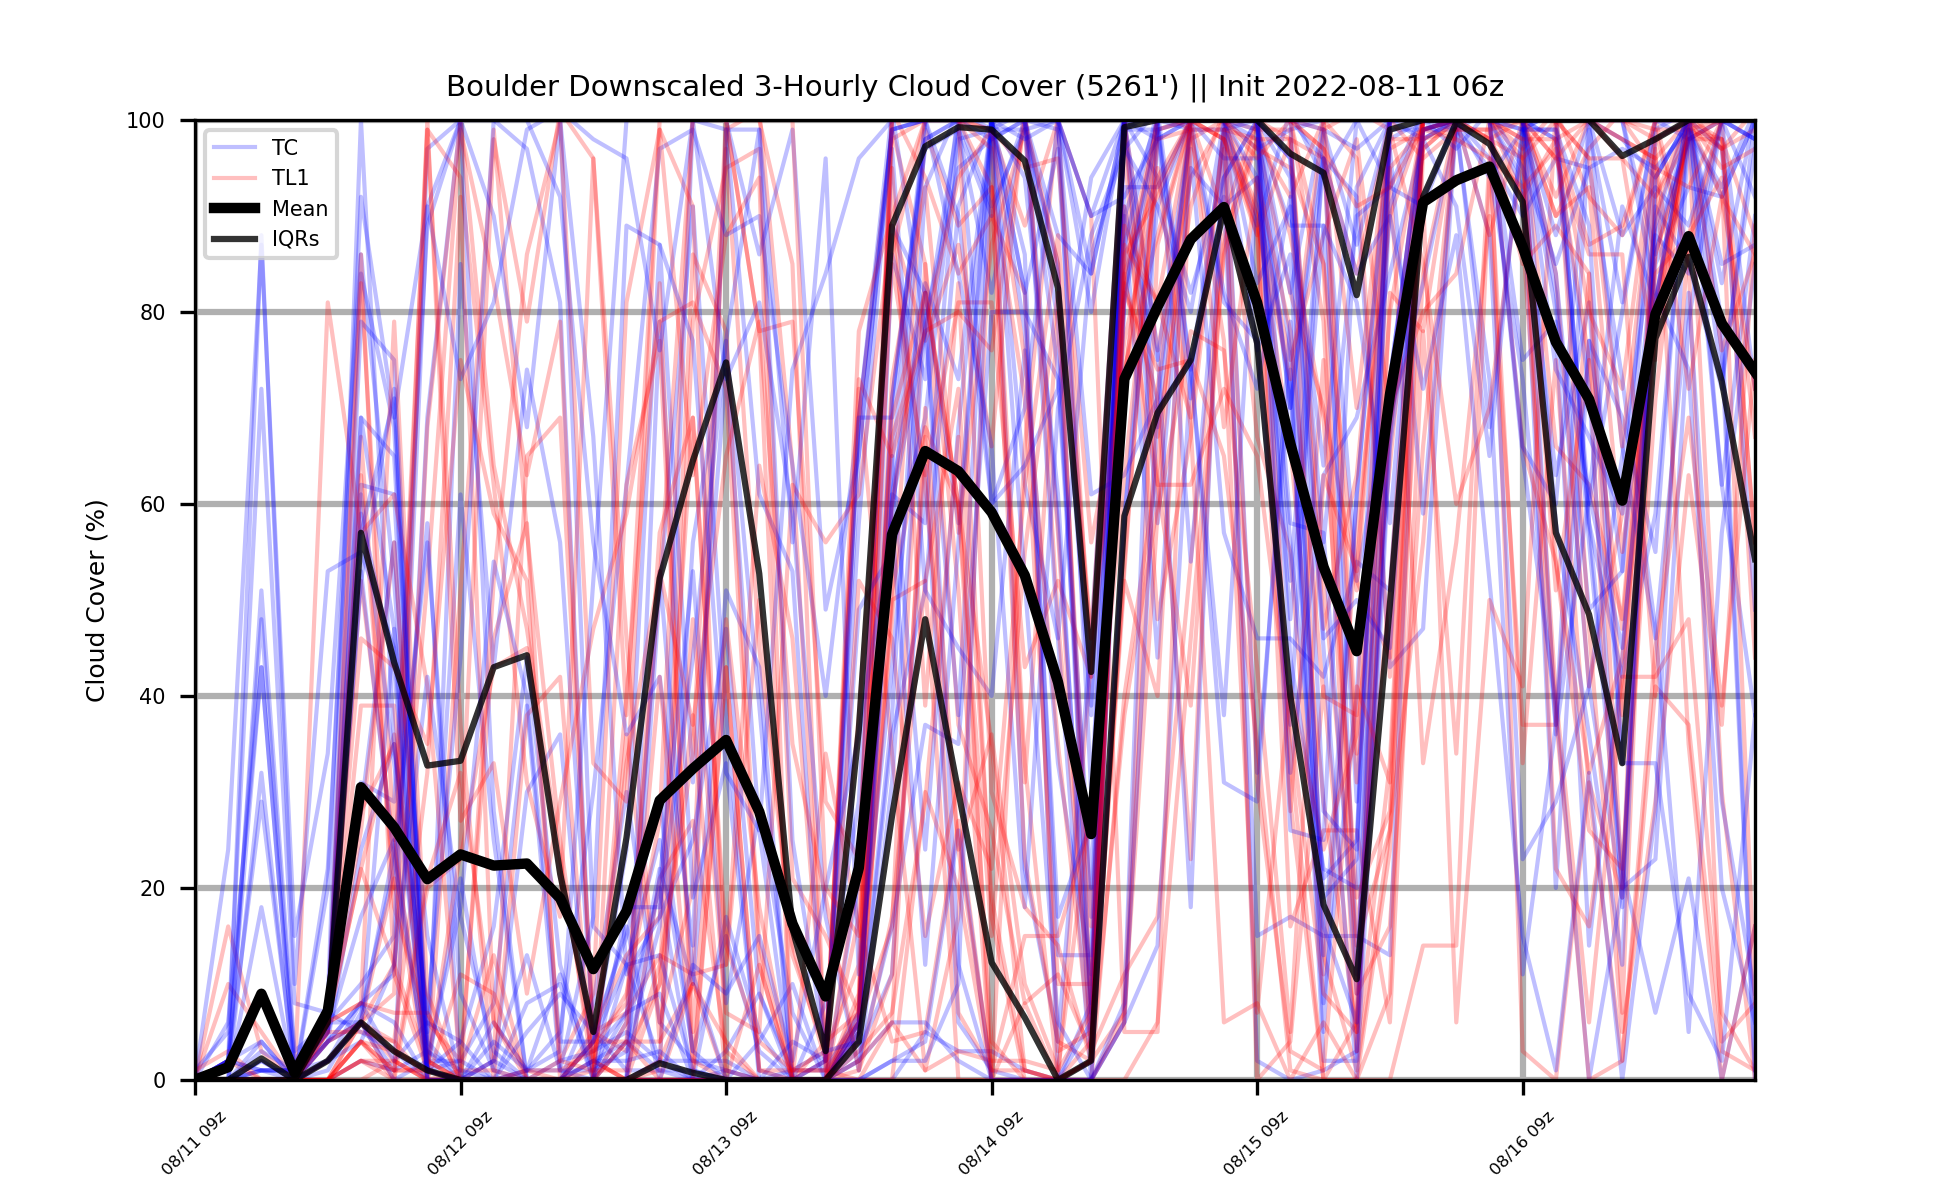 Boulder Downscaled 3-Hourly Cloud Cover (5261') || Init 2022-08-11 06z
100
80
60
40
20
0
Cloud Cover (%)
TC
TL1
Mean
IQRs
08/11 09z
08/12 09z
08/13 09z
08/14 09z
08/15 09z
08/16 09z